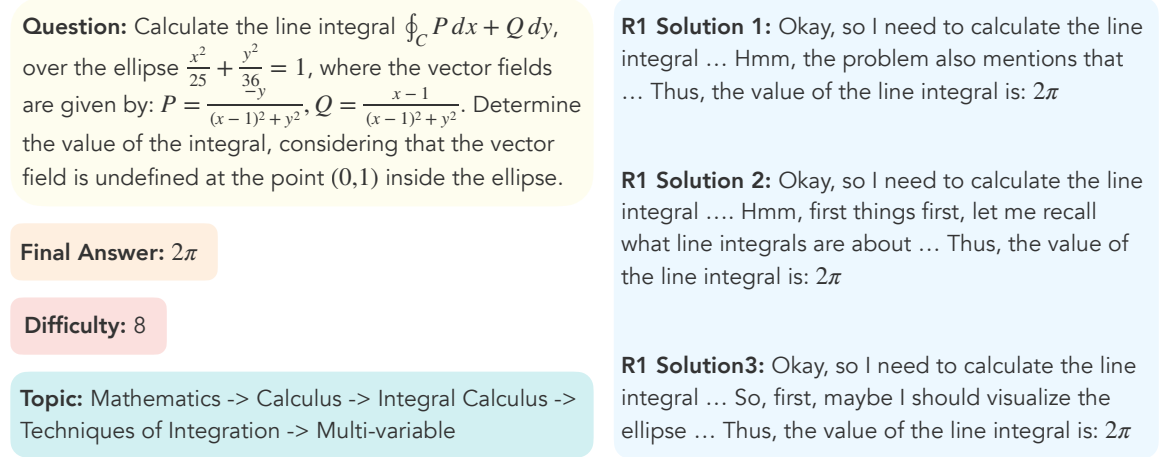 Question: Calculate the line integral ∮_C P dx + Q dy,
over the ellipse x²/25 + y²/36 = 1, where the vector fields
are given by: P = −y/((x − 1)² + y²), Q = (x − 1)/((x − 1)² + y²). Determine
the value of the integral, considering that the vector
field is undefined at the point (0,1) inside the ellipse.
Final Answer: 2π
Difficulty: 8
Topic: Mathematics -> Calculus -> Integral Calculus ->
Techniques of Integration -> Multi-variable
R1 Solution 1: Okay, so I need to calculate the line
integral … Hmm, the problem also mentions that
… Thus, the value of the line integral is: 2π
R1 Solution 2: Okay, so I need to calculate the line
integral …. Hmm, first things first, let me recall
what line integrals are about … Thus, the value of
the line integral is: 2π
R1 Solution3: Okay, so I need to calculate the line
integral … So, first, maybe I should visualize the
ellipse … Thus, the value of the line integral is: 2π